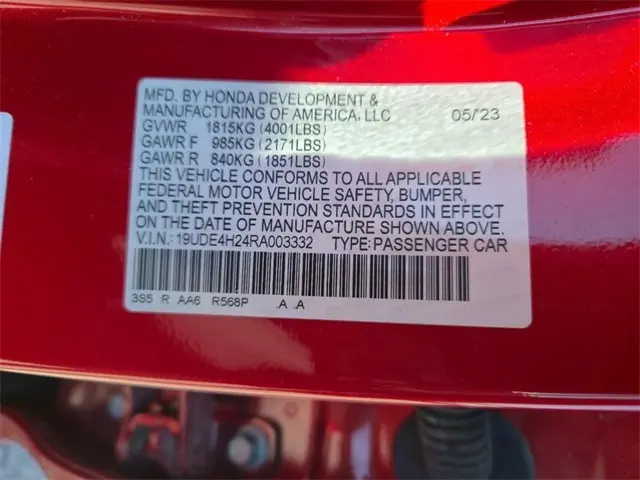 MFD. BY HONDA DEVELOPMENT &
MANUFACTURING OF AMERICA, LLC 05/23
GVWR 1815KG (4001LBS)
GAWR F 985KG (2171LBS)
GAWR R 840KG (1851LBS)
THIS VEHICLE CONFORMS TO ALL APPLICABLE
FEDERAL MOTOR VEHICLE SAFETY, BUMPER,
AND THEFT PREVENTION STANDARDS IN EFFECT
ON THE DATE OF MANUFACTURE SHOWN ABOVE.
V.I.N.: 19UDE4H24RA003332 TYPE: PASSENGER CAR
3S5 R AA6 R568P .A .A